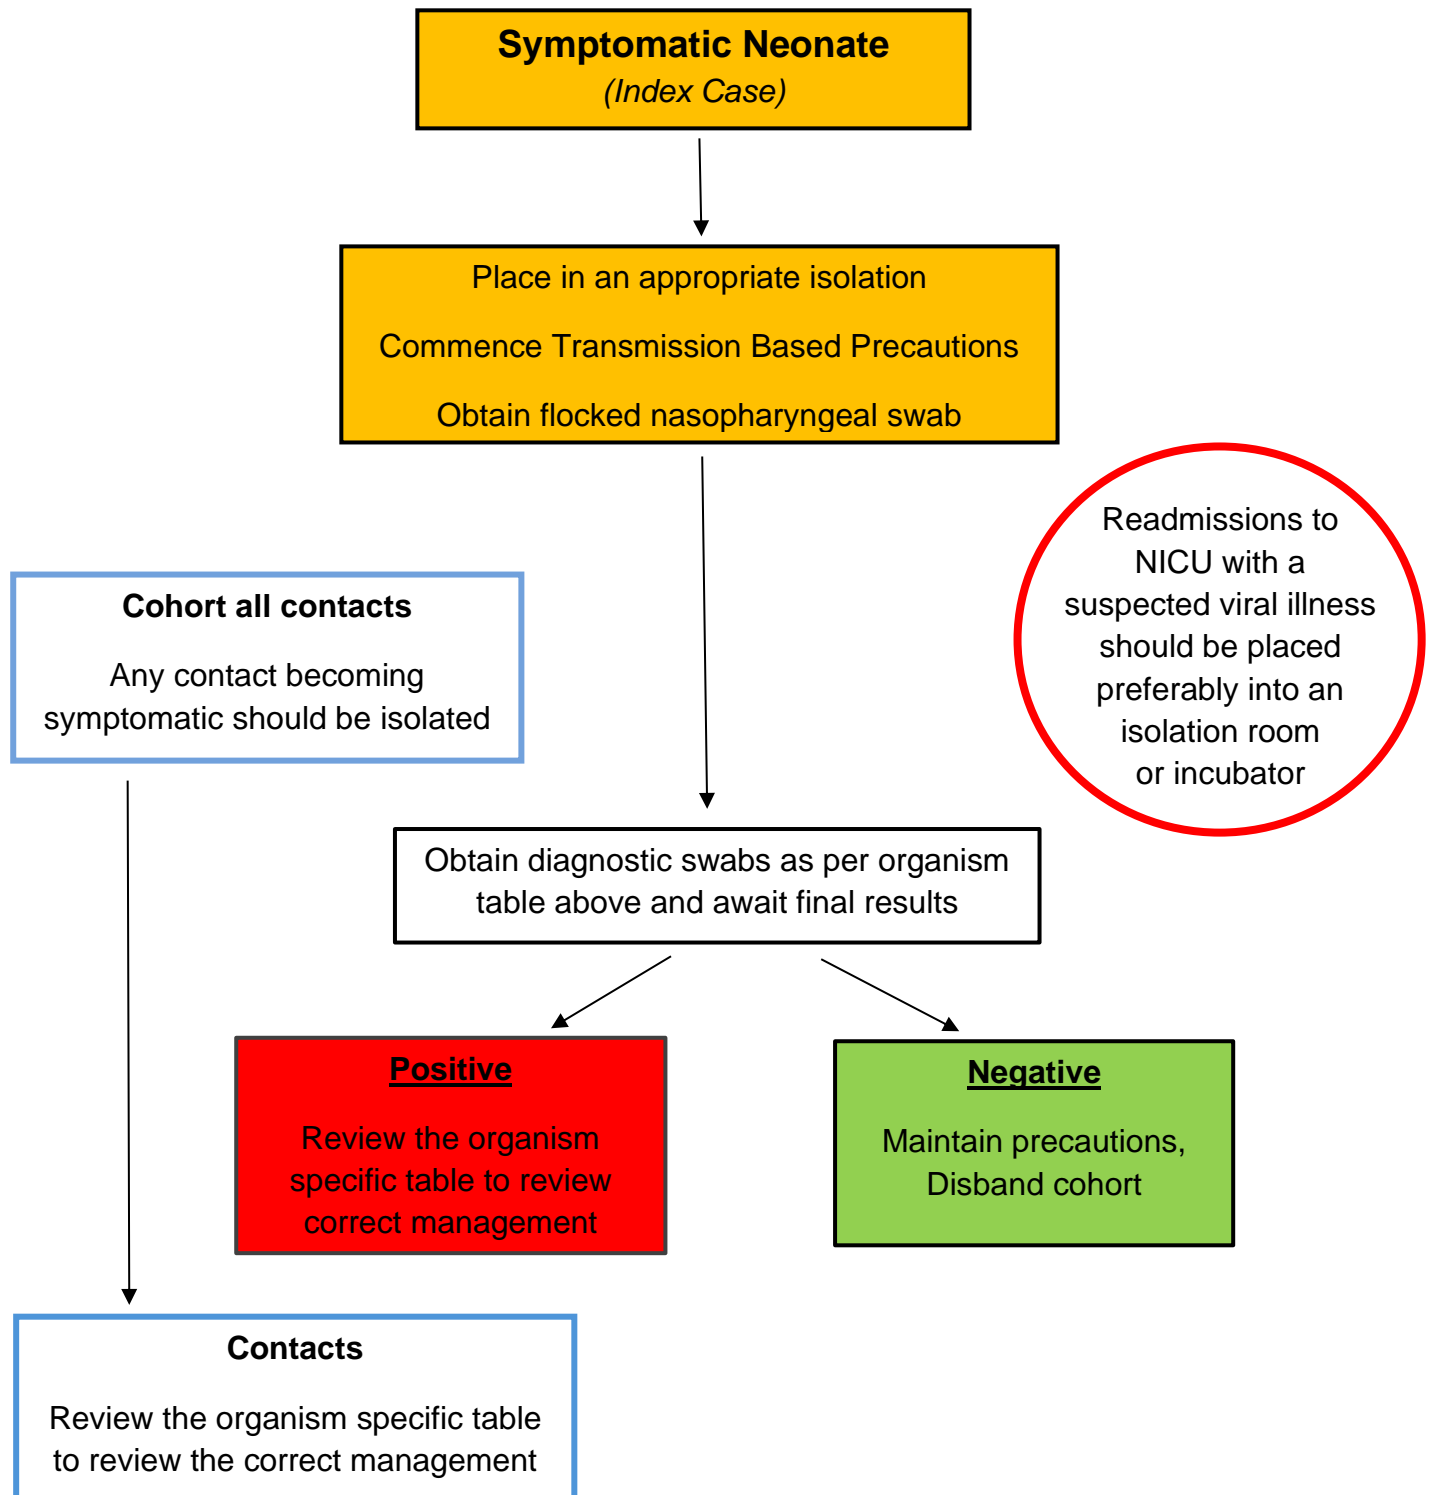 Symptomatic Neonate
(Index Case)
Place in an appropriate isolation
Commence Transmission Based Precautions
Obtain flocked nasopharyngeal swab
Readmissions to
NICU with a
suspected viral illness
should be placed
preferably into an
isolation room
or incubator
Cohort all contacts
Any contact becoming
symptomatic should be isolated
Obtain diagnostic swabs as per organism
table above and await final results
Positive
Review the organism
specific table to review
correct management
Negative
Maintain precautions,
Disband cohort
Contacts
Review the organism specific table
to review the correct management